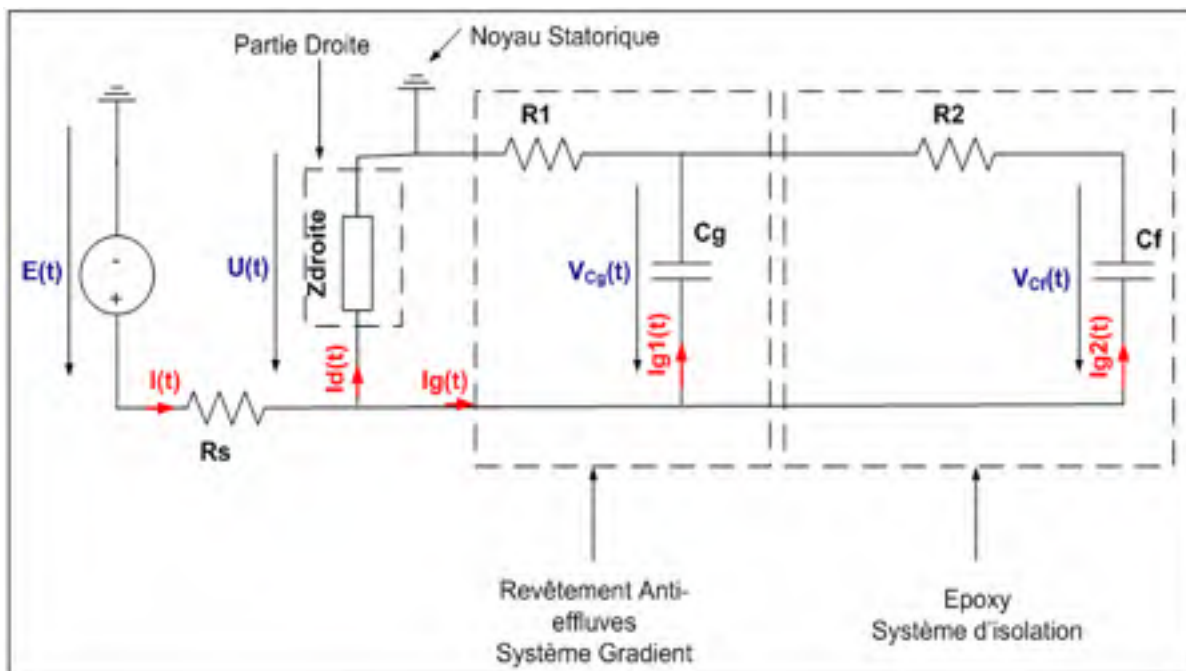 Partie Droite
Noyau Statorique
R1
R2
E(t)
-
+
U(t)
Zdroite
VCg(t)
Cg
VCf(t)
Cf
I(t)
Rs
Id(t)
Ig(t)
Ig1(t)
Ig2(t)
Revêtement Anti-
effluves
Système Gradient
Epoxy
Système d'isolation